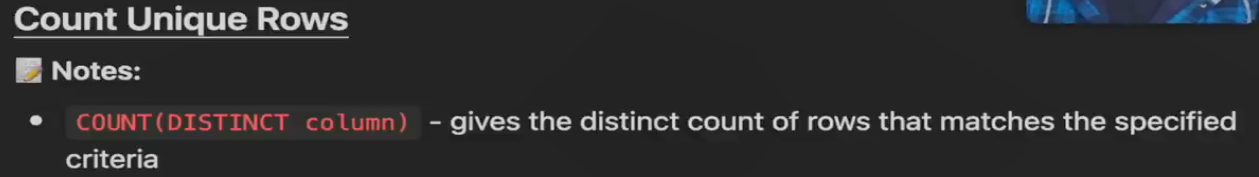 Count Unique Rows
📝 Notes:
• COUNT(DISTINCT column) - gives the distinct count of rows that matches the specified
criteria